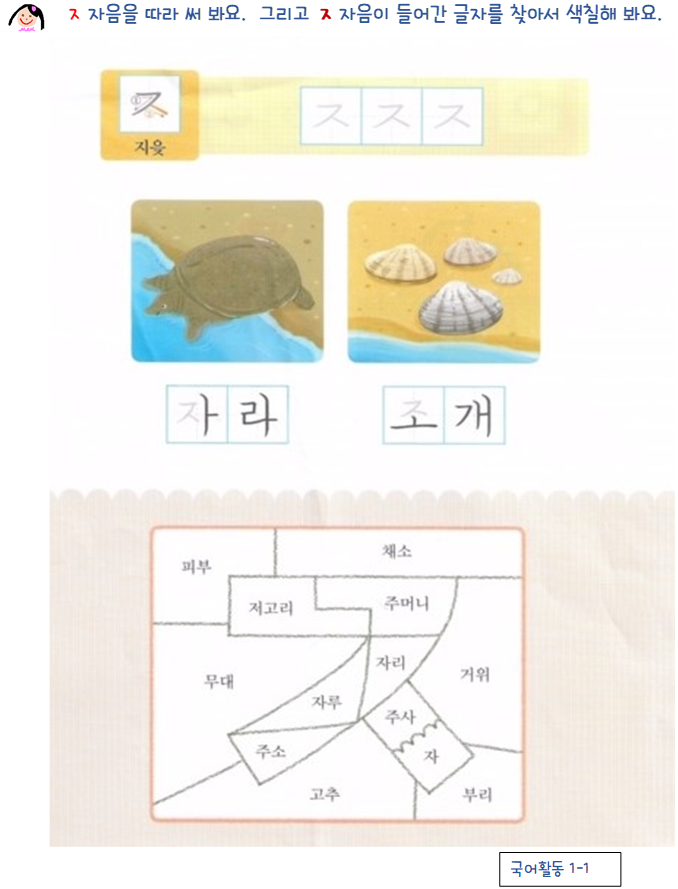 ㅈ 자음을 따라 써 봐요. 그리고 ㅈ 자음이 들어간 글자를 찾아서 색칠해 봐요.
ㅈ ㅈ ㅈ ㅈ
지읒
자라 조개
채소
피부
저고리 주머니
자리
무대 거위
자루
주사
주소 자
고추 부리
국어활동 1-1